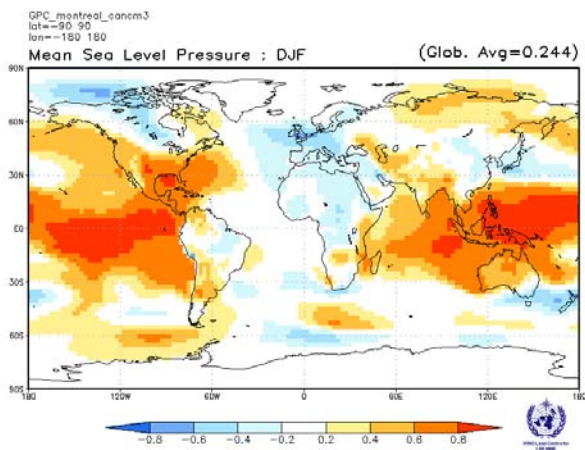 GPC_montreal_cancm3
lat=-90 90
lon=-180 180
Mean Sea Level Pressure : DJF (Glob. Avg=0.244)
90N
60N
30N
EQ
30S
60S
90S
180 120W 60W 0 60E 120E 180
-0.8 -0.6 -0.4 -0.2 0.2 0.4 0.6 0.8